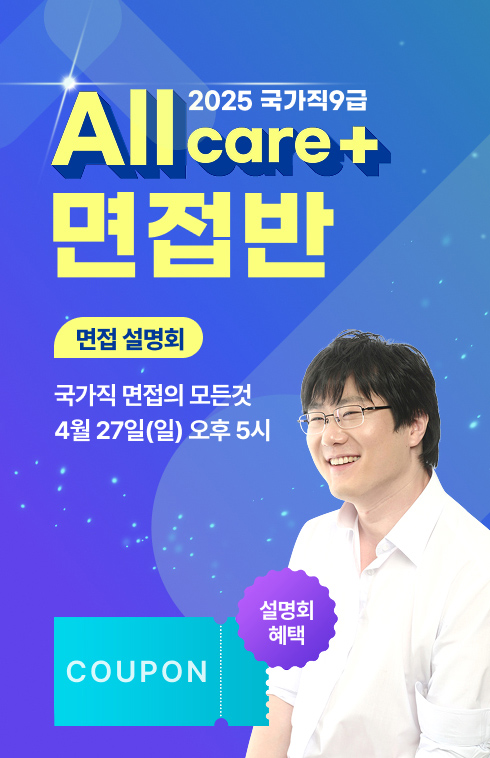 2025 국가직9급
All care+
면접반
면접 설명회
국가직 면접의 모든것
4월 27일(일) 오후 5시
설명회
혜택
COUPON